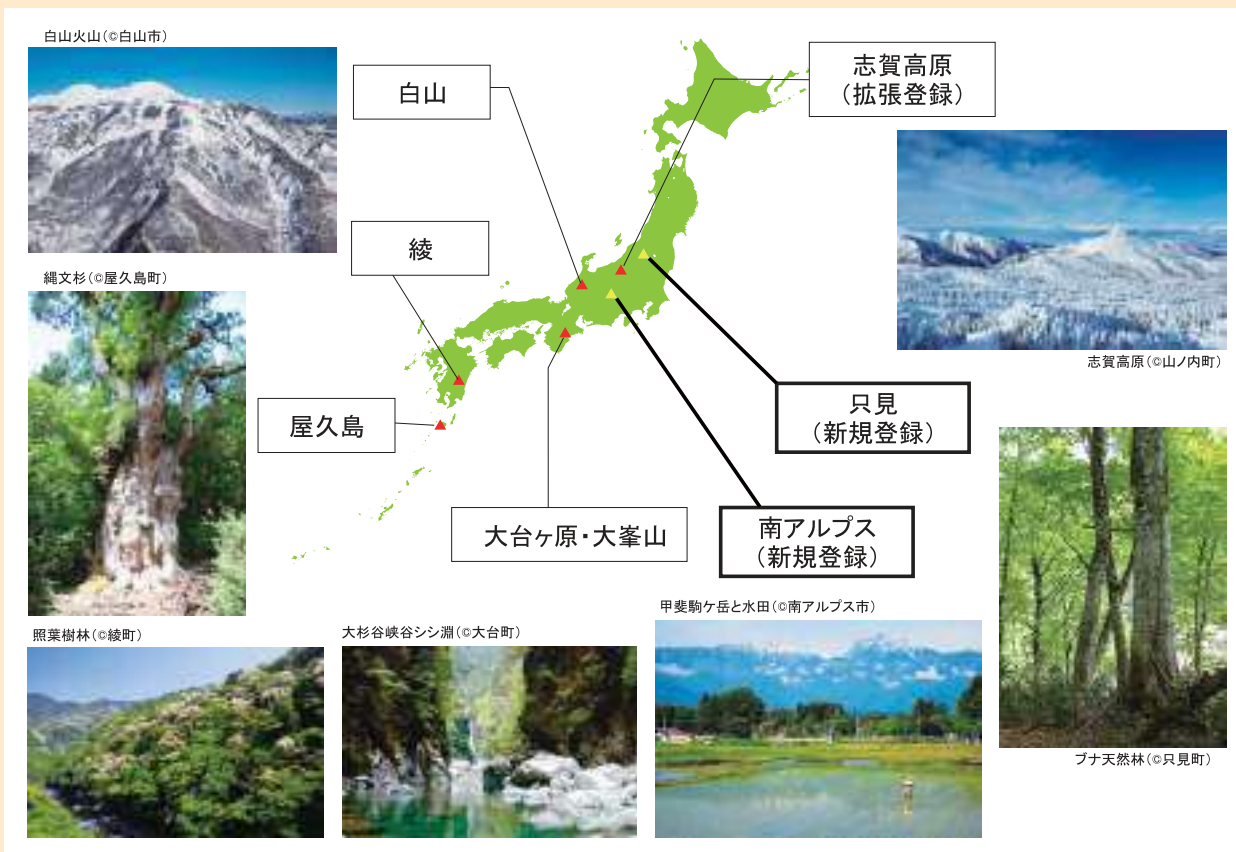 白山火山(©白山市)
白山
志賀高原
(拡張登録)
綾
縄文杉(©屋久島町)
志賀高原(©山ノ内町)
只見
(新規登録)
屋久島
大台ヶ原・大峯山
南アルプス
(新規登録)
甲斐駒ケ岳と水田(©南アルプス市)
照葉樹林(©綾町)
大杉谷峡谷シシ淵(©大台町)
ブナ天然林(©只見町)